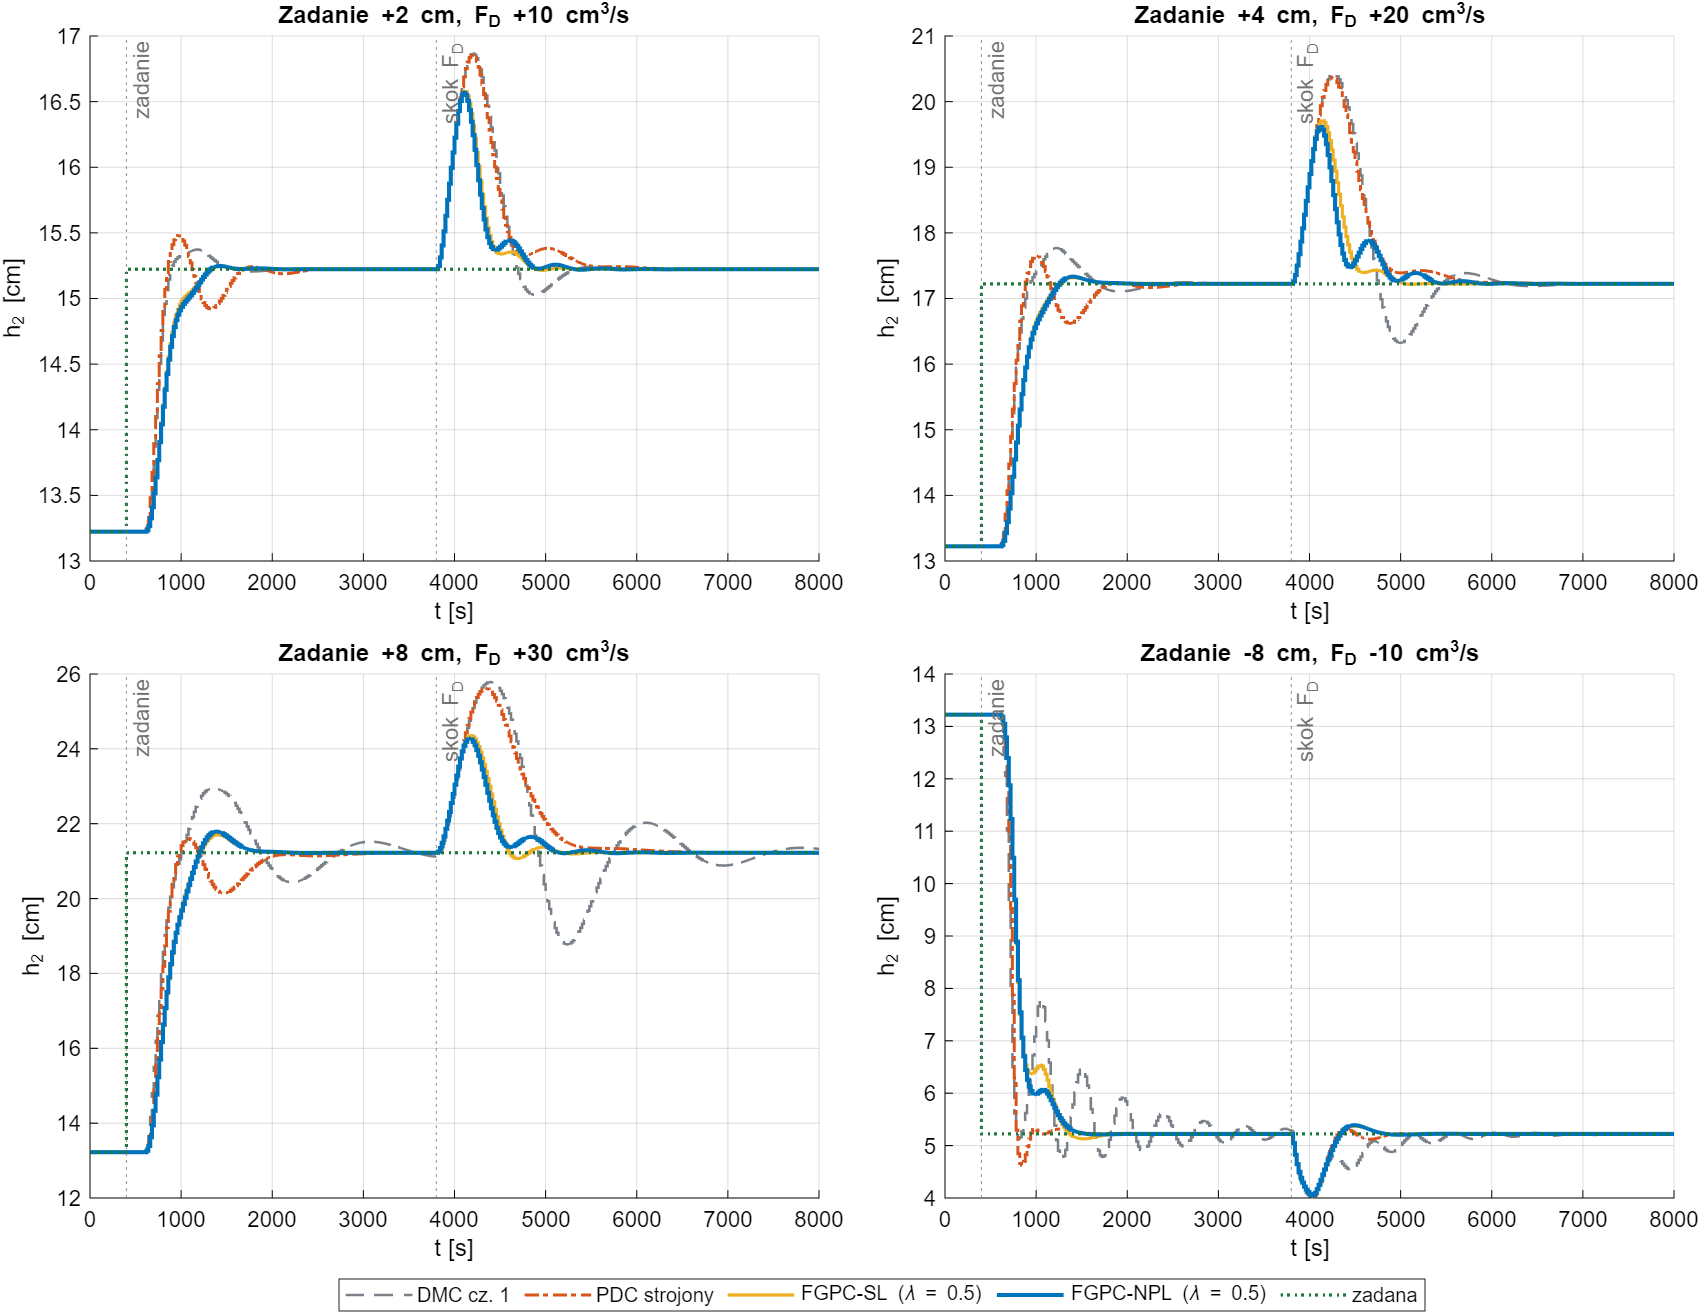 Zadanie +2 cm, F_D +10 cm³/s
17
16.5
16
15.5
15
14.5
14
13.5
13
h₂ [cm]
zadanie
skok F_D
0 1000 2000 3000 4000 5000 6000 7000 8000
t [s]
Zadanie +4 cm, F_D +20 cm³/s
21
20
19
18
17
16
15
14
13
h₂ [cm]
zadanie
skok F_D
0 1000 2000 3000 4000 5000 6000 7000 8000
t [s]
Zadanie +8 cm, F_D +30 cm³/s
26
24
22
20
18
16
14
12
h₂ [cm]
zadanie
skok F_D
0 1000 2000 3000 4000 5000 6000 7000 8000
t [s]
Zadanie -8 cm, F_D -10 cm³/s
14
13
12
11
10
9
8
7
6
5
4
h₂ [cm]
zadanie
skok F_D
0 1000 2000 3000 4000 5000 6000 7000 8000
t [s]
DMC cz. 1 PDC strojony FGPC-SL (λ = 0.5) FGPC-NPL (λ = 0.5) zadana